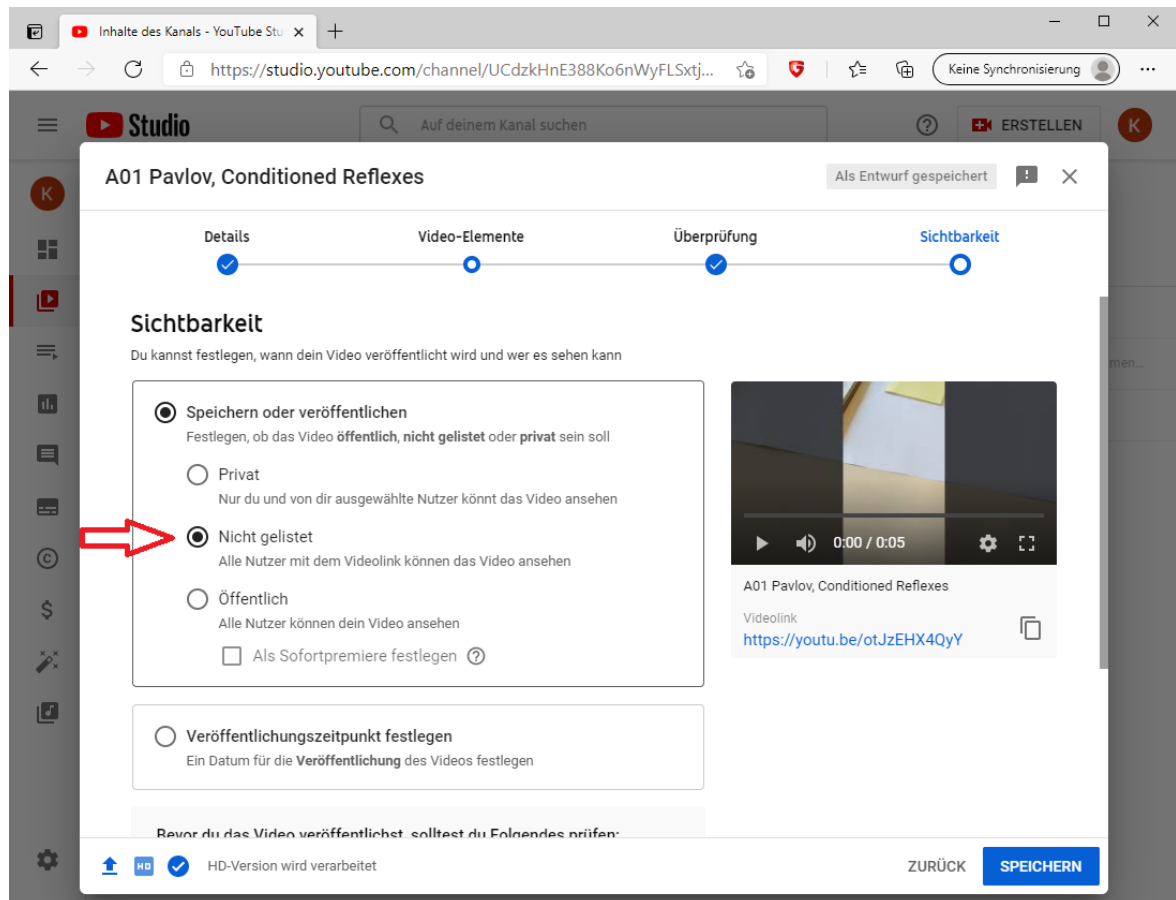 Inhalte des Kanals - YouTube Stu
https://studio.youtube.com/channel/UCdzkHnE388Ko6nWyFLSxtj...
Keine Synchronisierung
Studio
Auf deinem Kanal suchen
ERSTELLEN
K
K
A01 Pavlov, Conditioned Reflexes
Als Entwurf gespeichert
Details
Video-Elemente
Überprüfung
Sichtbarkeit
Sichtbarkeit
Du kannst festlegen, wann dein Video veröffentlicht wird und wer es sehen kann
men...
Speichern oder veröffentlichen
Festlegen, ob das Video öffentlich, nicht gelistet oder privat sein soll
Privat
Nur du und von dir ausgewählte Nutzer könnt das Video ansehen
Nicht gelistet
Alle Nutzer mit dem Videolink können das Video ansehen
Öffentlich
Alle Nutzer können dein Video ansehen
Als Sofortpremiere festlegen
0:00 / 0:05
A01 Pavlov, Conditioned Reflexes
Videolink
https://youtu.be/otJzEHX4QyY
Veröffentlichungszeitpunkt festlegen
Ein Datum für die Veröffentlichung des Videos festlegen
Bevor du das Video veröffentlichst, solltest du Folgendes prüfen:
HD
HD-Version wird verarbeitet
ZURÜCK
SPEICHERN